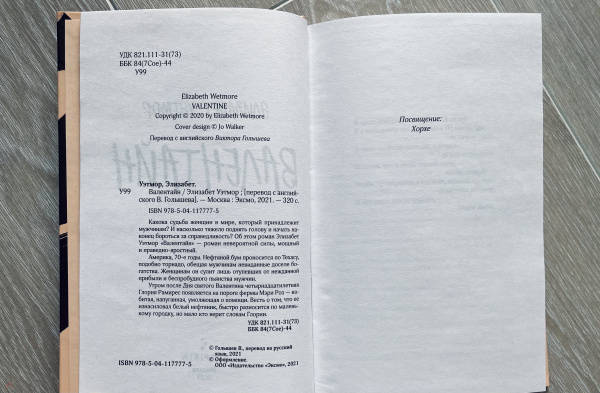 УДК 821.111-31(73)
ББК 84(7Сое)-44
У99
Elizabeth Wetmore
VALENTINE
Copyright © 2020 by Elizabeth Wetmore
Cover design © Jo Walker
Перевод с английского Виктора Голышева
ВАЛЕНТАЙН
Уэтмор, Элизабет.
У99 Валентайн / Элизабет Уэтмор ; [перевод с англий-
ского В. Голышева]. — Москва : Эксмо, 2021. — 320 с.
ISBN 978-5-04-117777-5
Какова судьба женщине в мире, который принадлежит
мужчинам? И насколько тяжело поднять голову и начать на-
конец бороться за справедливость? Об этом роман Элизабет
Уэтмор «Валентайн» — роман невероятной силы, мощный
и праведно-яростный.
Америка, 70-е годы. Нефтяной бум проносится по Техасу,
подобно торнадо, обещая мужчинам невиданные доселе бо-
гатства. Женщинам он сулит лишь отупевших от нежданной
прибыли и беспробудного пьянства мужчин.
Утром после Дня святого Валентина четырнадцатилетняя
Глория Рамирес появляется на пороге фермы Мэри Роз — из-
битая, напуганная, умоляющая о помощи. Весть о том, что ее
изнасиловал белый нефтяник, быстро разносится по малень-
кому городку, но мало кто верит словам Глории.
УДК 821.111-31(73)
ББК 84(7Сое)-44
© Голышев В., перевод на русский
язык, 2021
© Оформление.
ISBN 978-5-04-117777-5
ООО «Издательство «Эксмо», 2021
Посвящение:
Хорхе